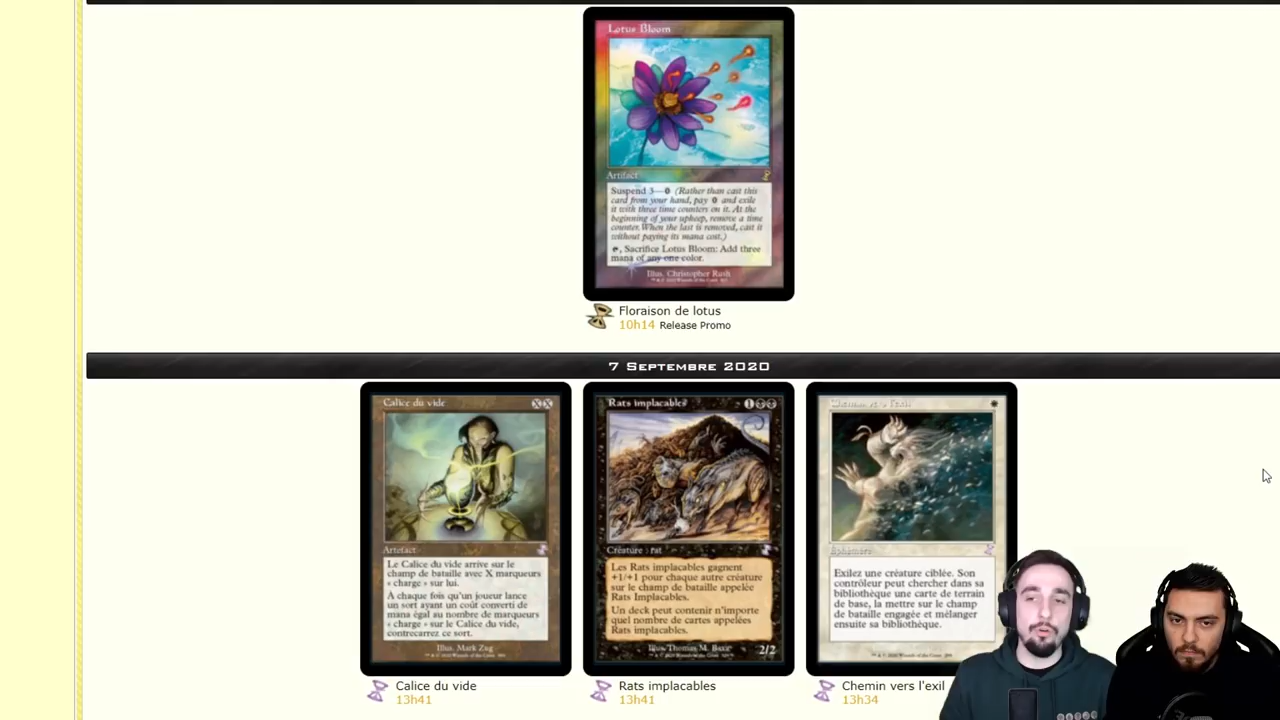 Lotus Bloom
Artifact
Suspend 3—0 (Rather than cast this
card from your hand, pay 0 and exile
it with three time counters on it. At the
beginning of your upkeep, remove a time
counter. When the last is removed, cast it
without paying its mana cost.)
, Sacrifice Lotus Bloom: Add three
mana of any one color.
Illus. Christopher Rush
Floraison de lotus
10h14 Release Promo
7 Septembre 2020
Calice du vide XX
Artefact
Le Calice du vide arrive sur le
champ de bataille avec X marqueurs
« charge » sur lui.
À chaque fois qu'un joueur lance
un sort ayant un coût converti de
mana égal au nombre de marqueurs
« charge » sur le Calice du vide,
contrecarrez ce sort.
Illus. Mark Zug
Calice du vide
13h41
Rats implacables 1
Créature : rat
Les Rats implacables gagnent
+1/+1 pour chaque autre créature
sur le champ de bataille appelée
Rats Implacables.
Un deck peut contenir n'importe
quel nombre de cartes appelées
Rats implacables.
Illus. Thomas M. Baxa
2/2
Rats implacables
13h41
Chemin vers l'exil
Éphémère
Exilez une créature ciblée. Son
contrôleur peut chercher dans sa
bibliothèque une carte de terrain
de base, la mettre sur le champ
de bataille engagée et mélanger
ensuite sa bibliothèque.
Chemin vers l'exil
13h34